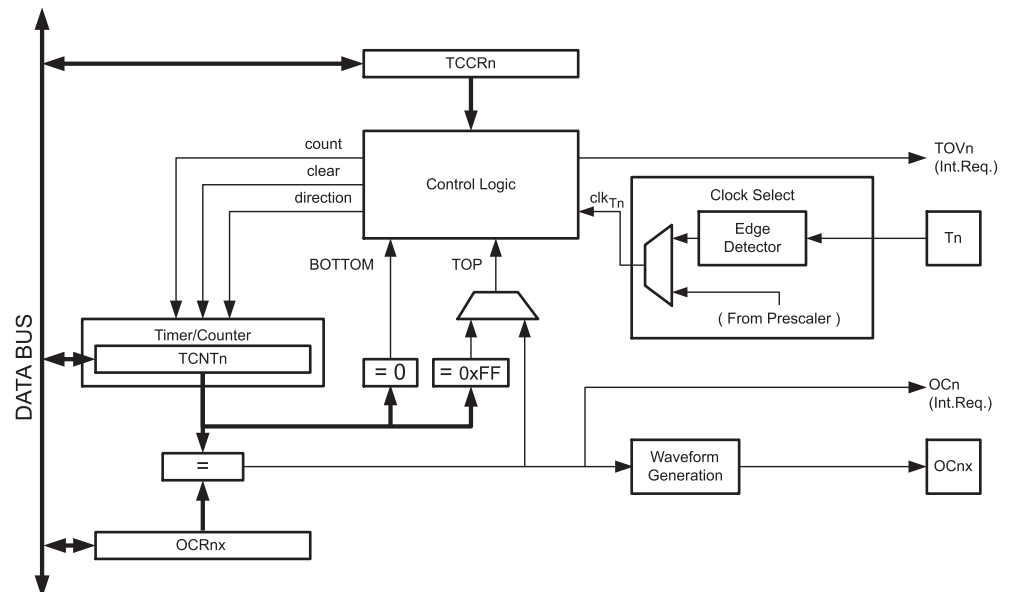 TCCRn
count
clear
direction
Control Logic
TOVn
(Int.Req.)
clkTn
Clock Select
Edge
Detector
Tn
( From Prescaler )
BOTTOM
TOP
DATA BUS
Timer/Counter
TCNTn
= 0
= 0xFF
OCn
(Int.Req.)
=
Waveform
Generation
OCnx
OCRnx